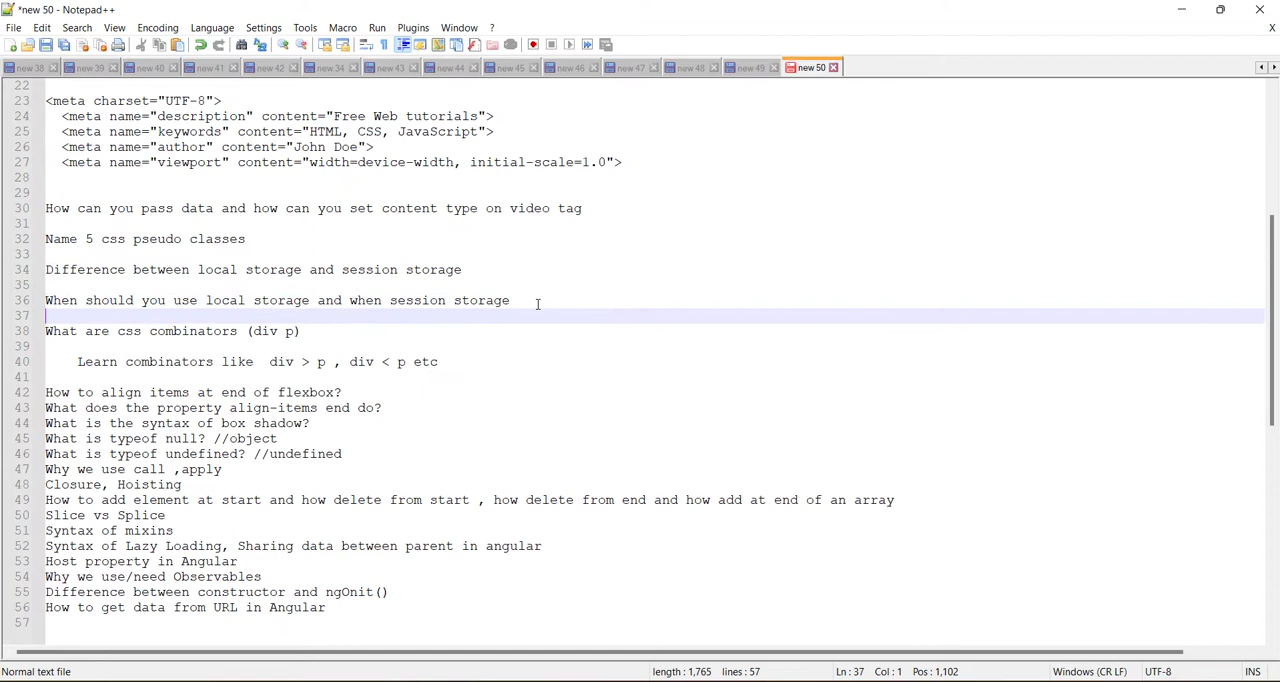 *new 50 - Notepad++
File Edit Search View Encoding Language Settings Tools Macro Run Plugins Window ? X
new 38 new 39 new 40 new 41 new 42 new 34 new 43 new 44 new 45 new 46 new 47 new 48 new 49 new 50
22
23 <meta charset="UTF-8">
24 <meta name="description" content="Free Web tutorials">
25 <meta name="keywords" content="HTML, CSS, JavaScript">
26 <meta name="author" content="John Doe">
27 <meta name="viewport" content="width=device-width, initial-scale=1.0">
28
29
30 How can you pass data and how can you set content type on video tag
31
32 Name 5 css pseudo classes
33
34 Difference between local storage and session storage
35
36 When should you use local storage and when session storage
37
38 What are css combinators (div p)
39
40 Learn combinators like div > p , div < p etc
41
42 How to align items at end of flexbox?
43 What does the property align-items end do?
44 What is the syntax of box shadow?
45 What is typeof null? //object
46 What is typeof undefined? //undefined
47 Why we use call ,apply
48 Closure, Hoisting
49 How to add element at start and how delete from start , how delete from end and how add at end of an array
50 Slice vs Splice
51 Syntax of mixins
52 Syntax of Lazy Loading, Sharing data between parent in angular
53 Host property in Angular
54 Why we use/need Observables
55 Difference between constructor and ngOnit()
56 How to get data from URL in Angular
57
Normal text file length : 1,765 lines : 57 Ln : 37 Col : 1 Pos : 1,102 Windows (CR LF) UTF-8 INS